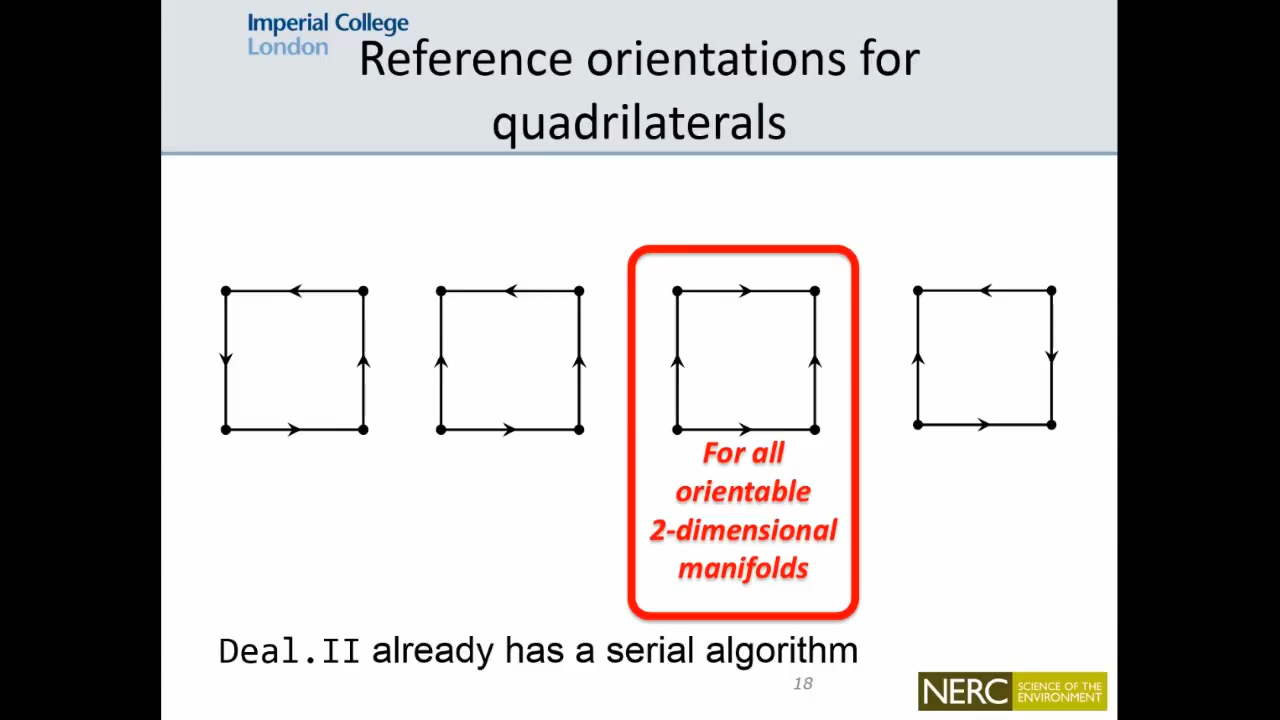 Imperial College
London
Reference orientations for
quadrilaterals
For all
orientable
2-dimensional
manifolds
Deal.II already has a serial algorithm
18
NERC SCIENCE OF THE
ENVIRONMENT